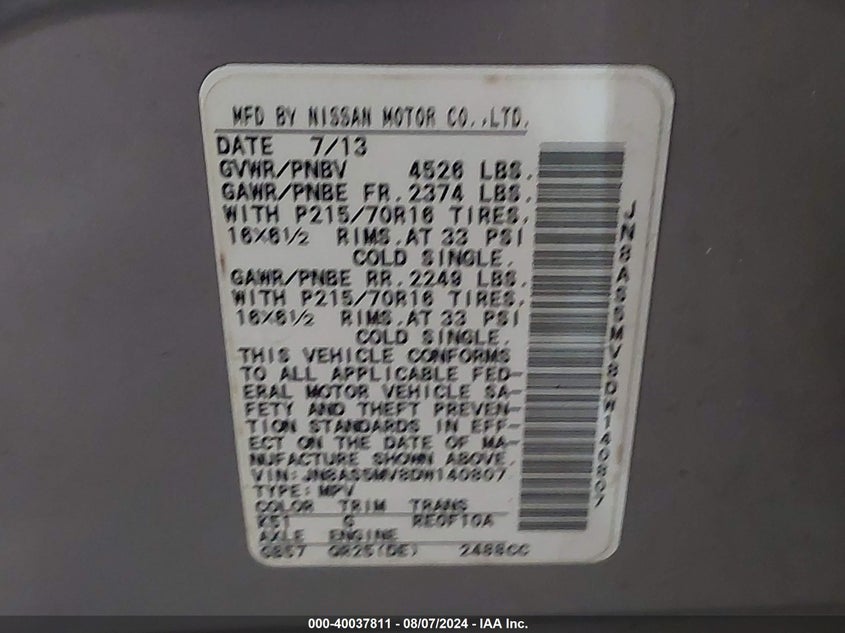 MFD BY NISSAN MOTOR CO.,LTD.
DATE 7/13
GVWR/PNBV 4526 LBS.
GAWR/PNBE FR.2374 LBS.
WITH P215/70R16 TIRES,
16X6½ RIMS.AT 33 PSI
COLD SINGLE.
GAWR/PNBE RR.2249 LBS.
WITH P215/70R16 TIRES,
16X6½ RIMS.AT 33 PSI
COLD SINGLE.
THIS VEHICLE CONFORMS
TO ALL APPLICABLE FED-
ERAL MOTOR VEHICLE SA-
FETY AND THEFT PREVEN-
TION STANDARDS IN EFF-
ECT ON THE DATE OF MA-
NUFACTURE SHOWN ABOVE.
VIN:JN8AS5MV8DW140807
TYPE:MPV
COLOR TRIM TRANS
K51 G RE0F10A
AXLE ENGINE
GB57 QR25(DE) 2488CC
JN8AS5MV8DW140807
000-40037811 - 08/07/2024 - IAA Inc.